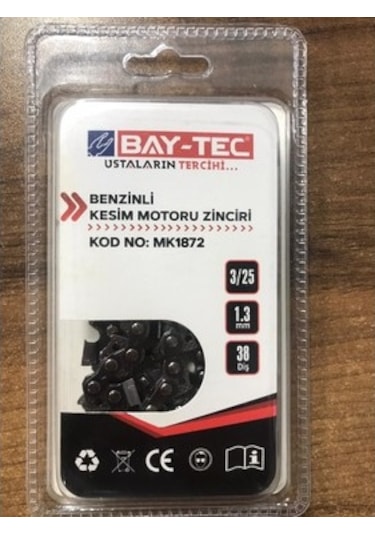 BAY-TEC®
USTALARIN TERCİHİ...
BENZİNLİ
KESİM MOTORU ZİNCİRİ
KOD NO: MK1872
3/25
1.3
mm
38
Diş
CE
i